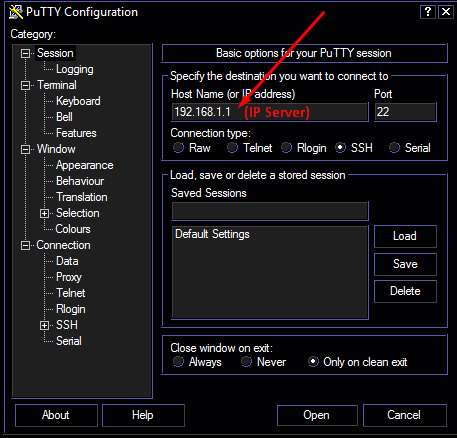 PuTTY Configuration
? X
Category:
Session
Logging
Terminal
Keyboard
Bell
Features
Window
Appearance
Behaviour
Translation
Selection
Colours
Connection
Data
Proxy
Telnet
Rlogin
SSH
Serial
Basic options for your PuTTY session
Specify the destination you want to connect to
Host Name (or IP address) Port
192.168.1.1 (IP Server) 22
Connection type:
Raw Telnet Rlogin SSH Serial
Load, save or delete a stored session
Saved Sessions
Default Settings
Load
Save
Delete
Close window on exit:
Always Never Only on clean exit
About Help Open Cancel